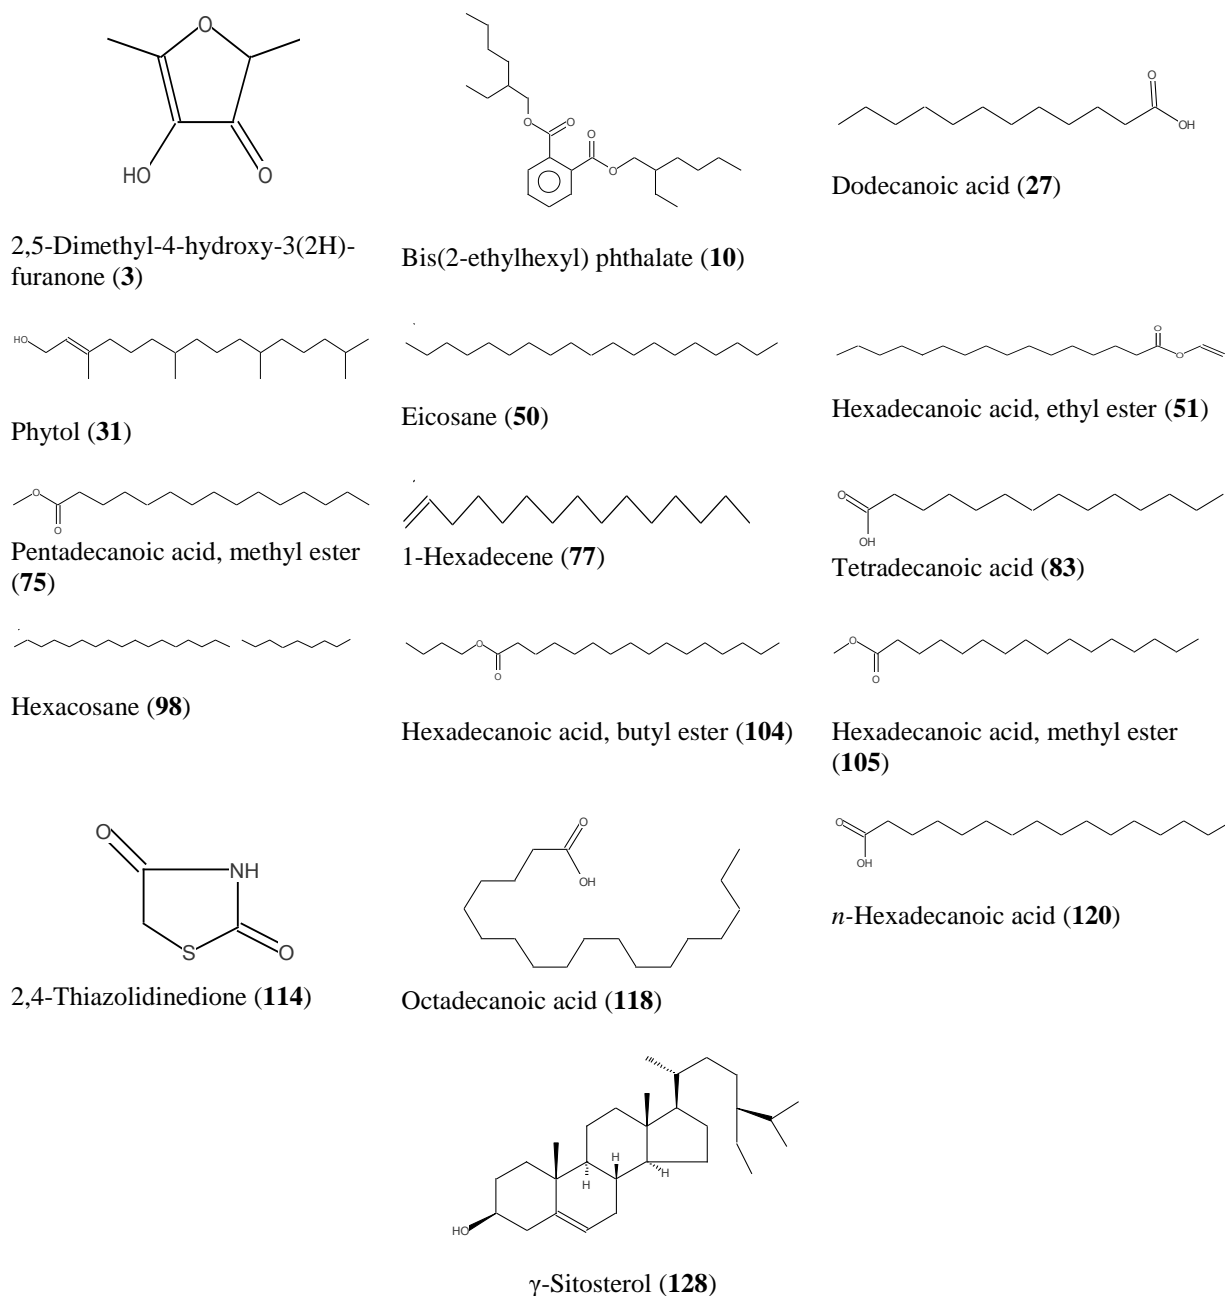 O
HO
O
2,5-Dimethyl-4-hydroxy-3(2H)-
furanone (3)
O
O
O
O
Bis(2-ethylhexyl) phthalate (10)
O
OH
Dodecanoic acid (27)
HO
Phytol (31)
Eicosane (50)
O
O
Hexadecanoic acid, ethyl ester (51)
O
O
Pentadecanoic acid, methyl ester
(75)
1-Hexadecene (77)
O
OH
Tetradecanoic acid (83)
Hexacosane (98)
O
O
Hexadecanoic acid, butyl ester (104)
O
O
Hexadecanoic acid, methyl ester
(105)
O
NH
S
O
2,4-Thiazolidinedione (114)
O
OH
Octadecanoic acid (118)
O
OH
n-Hexadecanoic acid (120)
H
H
H
HO
γ-Sitosterol (128)